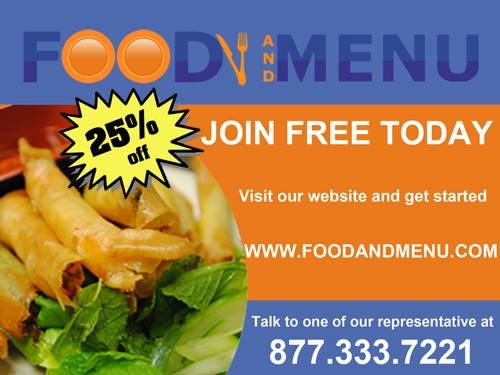 FOOD AND MENU
25%
off
JOIN FREE TODAY
Visit our website and get started
WWW.FOODANDMENU.COM
Talk to one of our representative at
877.333.7221